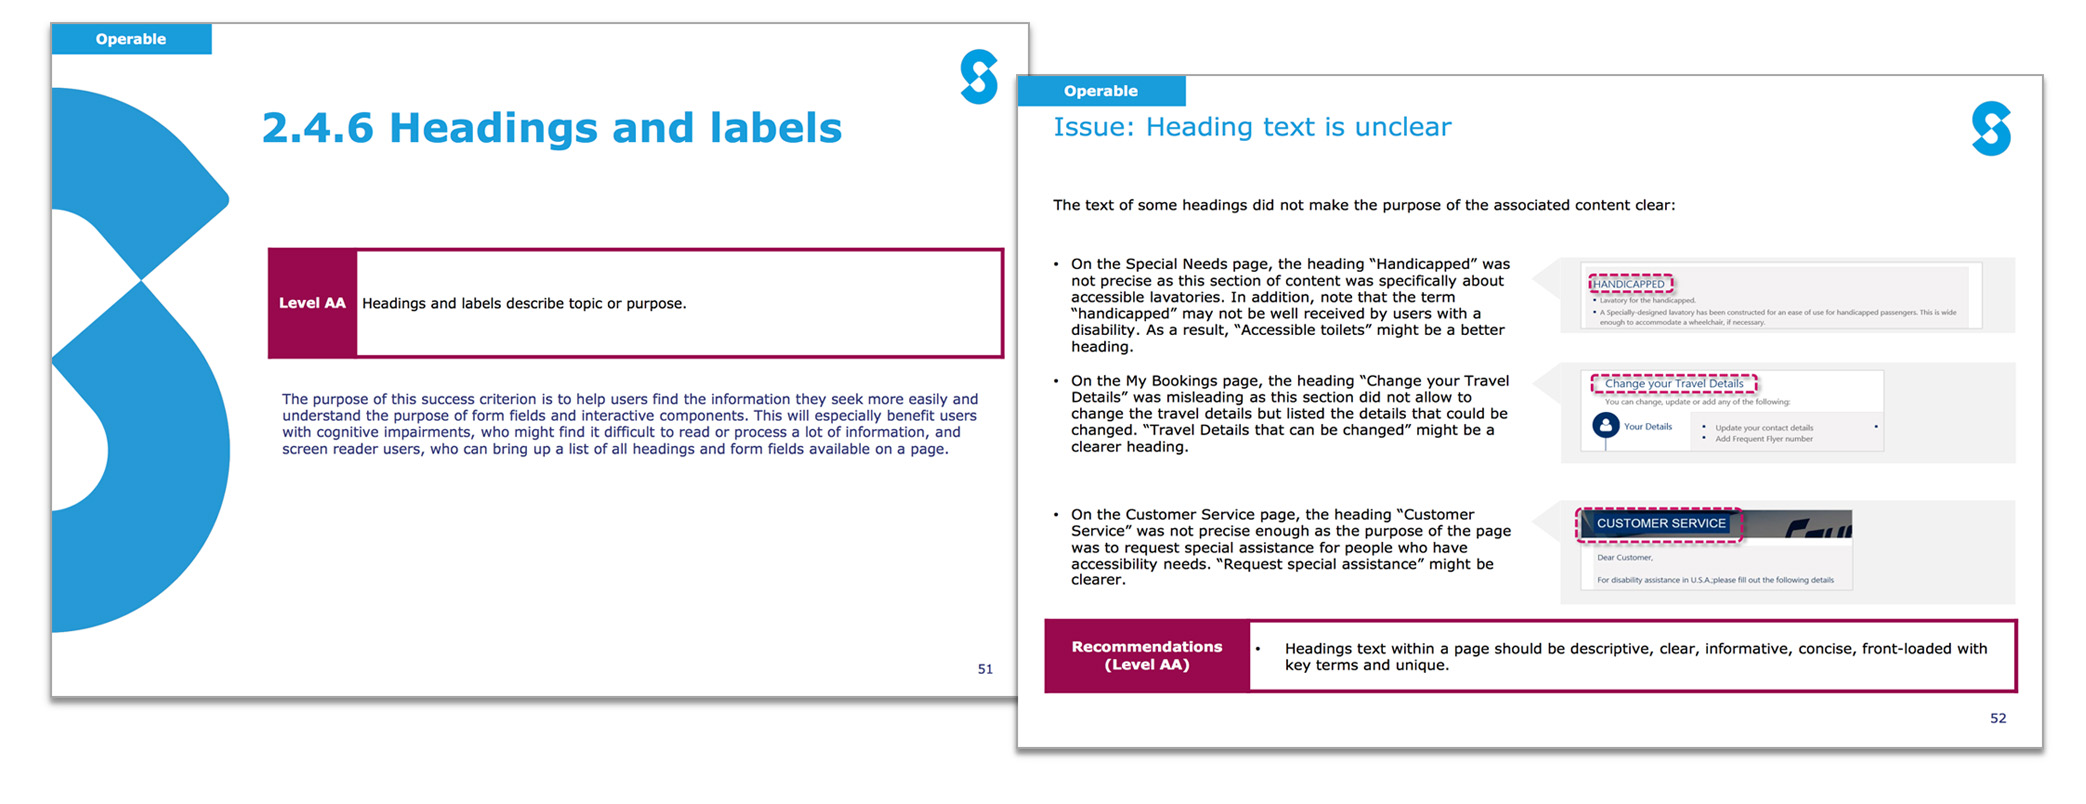 Operable
2.4.6 Headings and labels
Level AA
Headings and labels describe topic or purpose.
The purpose of this success criterion is to help users find the information they seek more easily and
understand the purpose of form fields and interactive components. This will especially benefit users
with cognitive impairments, who might find it difficult to read or process a lot of information, and
screen reader users, who can bring up a list of all headings and form fields available on a page.
51
Operable
Issue: Heading text is unclear
The text of some headings did not make the purpose of the associated content clear:
• On the Special Needs page, the heading “Handicapped” was
not precise as this section of content was specifically about
accessible lavatories. In addition, note that the term
“handicapped” may not be well received by users with a
disability. As a result, “Accessible toilets” might be a better
heading.
HANDICAPPED
• Lavatory for the handicapped.
• A Specially-designed lavatory has been constructed for an ease of use for handicapped passengers. This is wide
enough to accommodate a wheelchair, if necessary.
• On the My Bookings page, the heading “Change your Travel
Details” was misleading as this section did not allow to
change the travel details but listed the details that could be
changed. “Travel Details that can be changed” might be a
clearer heading.
Change your Travel Details
You can change, update or add any of the following:
Your Details
• Update your contact details
• Add Frequent Flyer number
• On the Customer Service page, the heading “Customer
Service” was not precise enough as the purpose of the page
was to request special assistance for people who have
accessibility needs. “Request special assistance” might be
clearer.
CUSTOMER SERVICE
Dear Customer,
For disability assistance in U.S.A;please fill out the following details
Recommendations
(Level AA)
• Headings text within a page should be descriptive, clear, informative, concise, front-loaded with
key terms and unique.
52